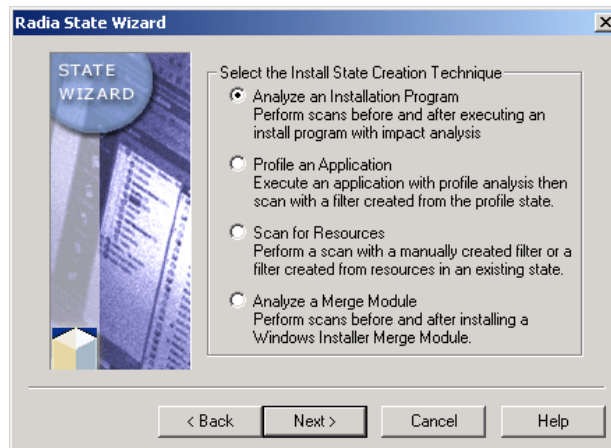 Radia State Wizard
STATE
WIZARD
Select the Install State Creation Technique
Analyze an Installation Program
Perform scans before and after executing an
install program with impact analysis
Profile an Application
Execute an application with profile analysis then
scan with a filter created from the profile state.
Scan for Resources
Perform a scan with a manually created filter or a
filter created from resources in an existing state.
Analyze a Merge Module
Perform scans before and after installing a
Windows Installer Merge Module.
< Back
Next >
Cancel
Help